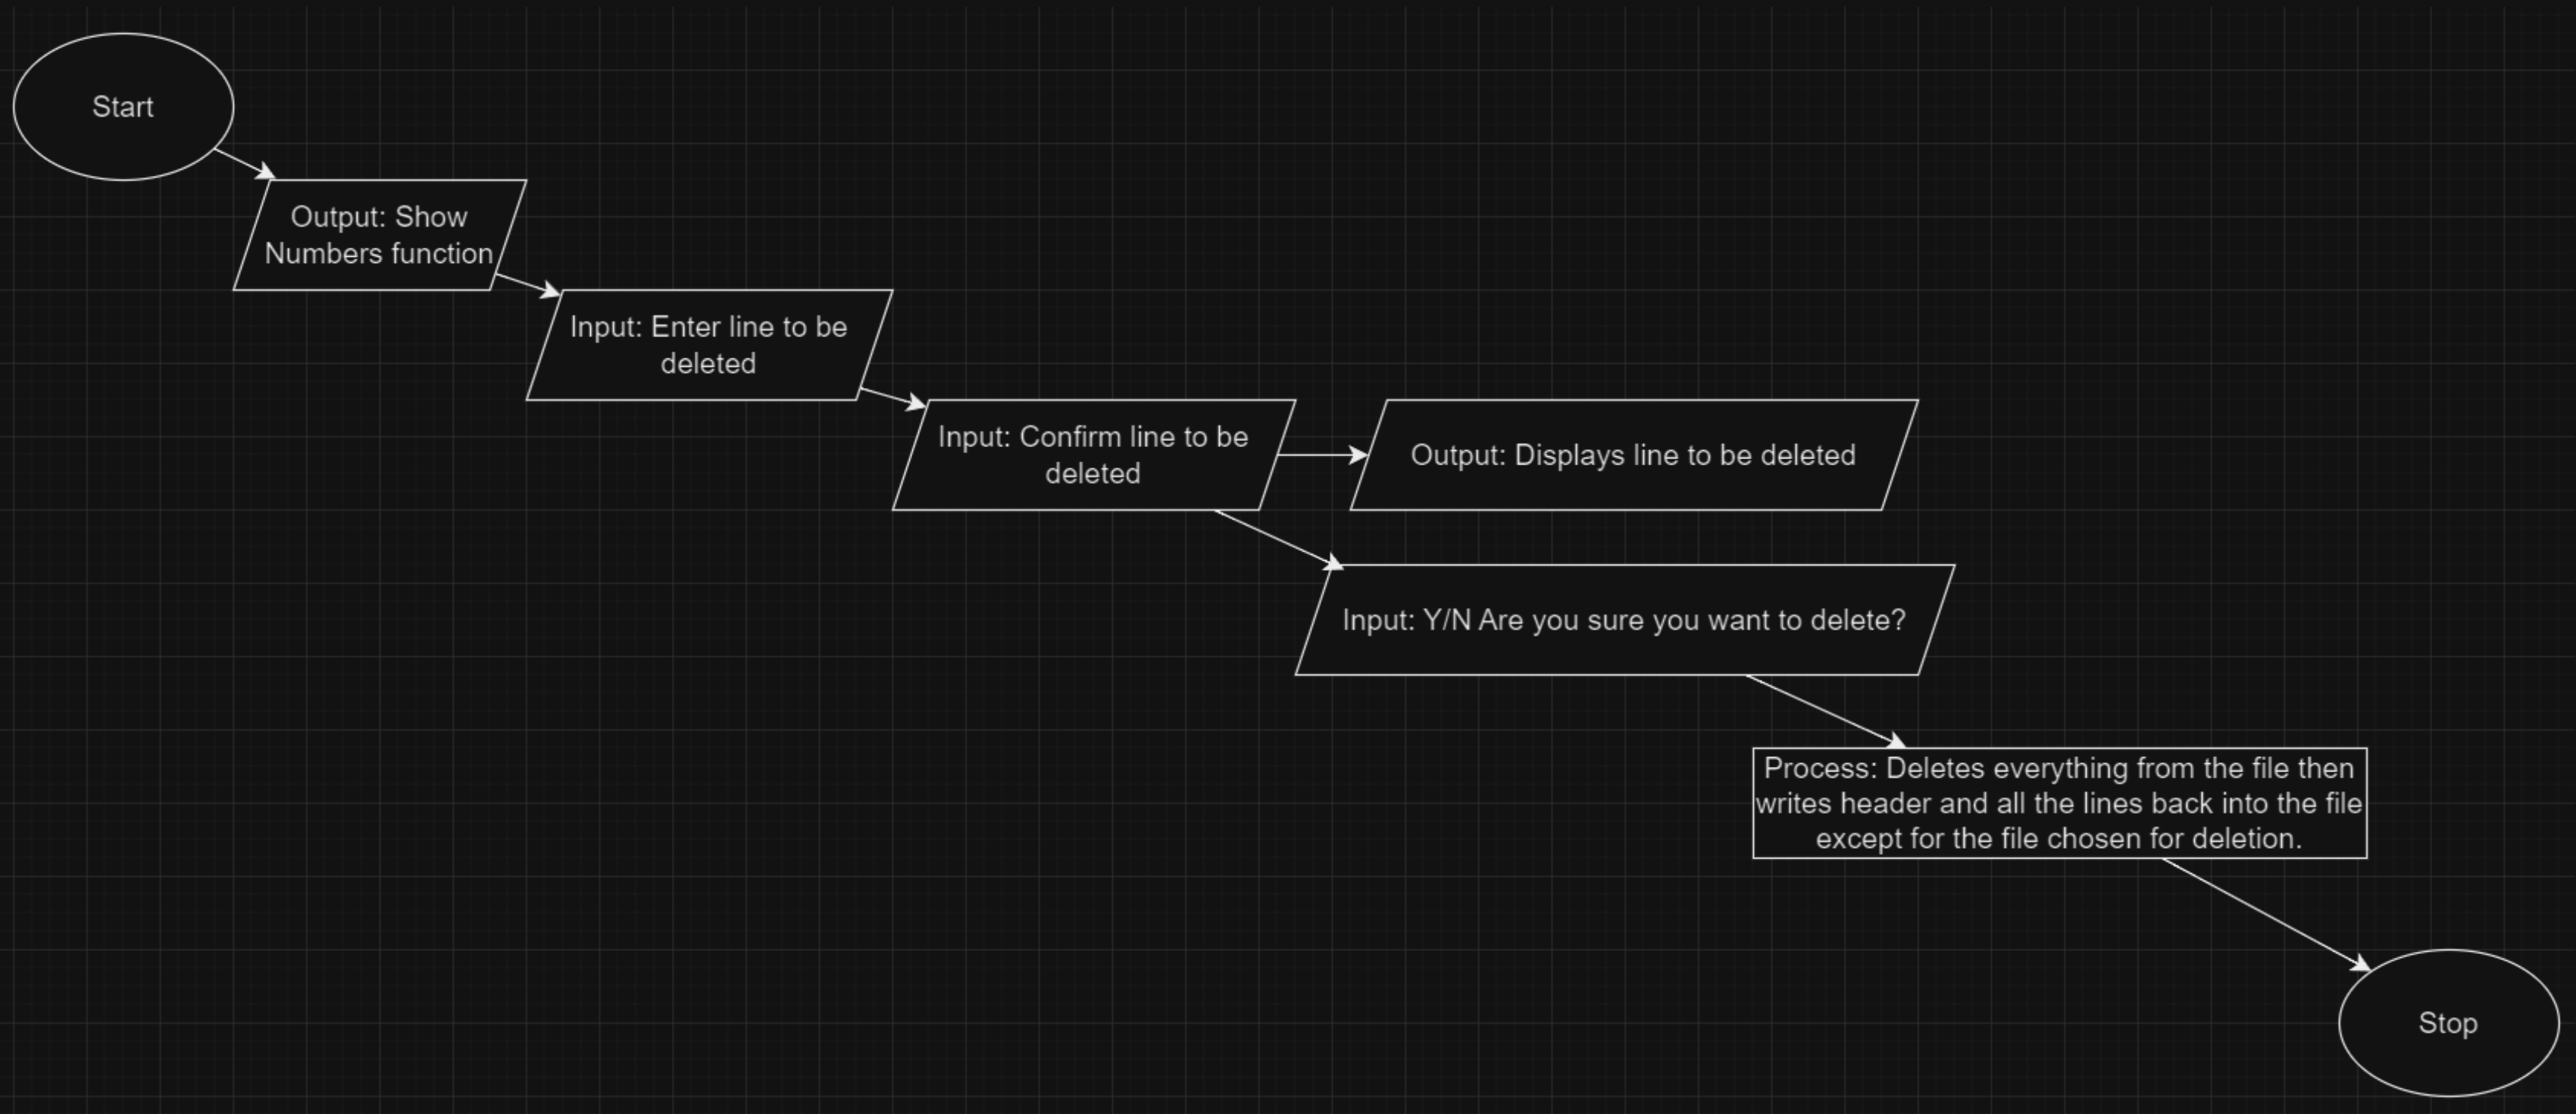 Start
Output: Show
Numbers function
Input: Enter line to be
deleted
Input: Confirm line to be
deleted
Output: Displays line to be deleted
Input: Y/N Are you sure you want to delete?
Process: Deletes everything from the file then
writes header and all the lines back into the file
except for the file chosen for deletion.
Stop